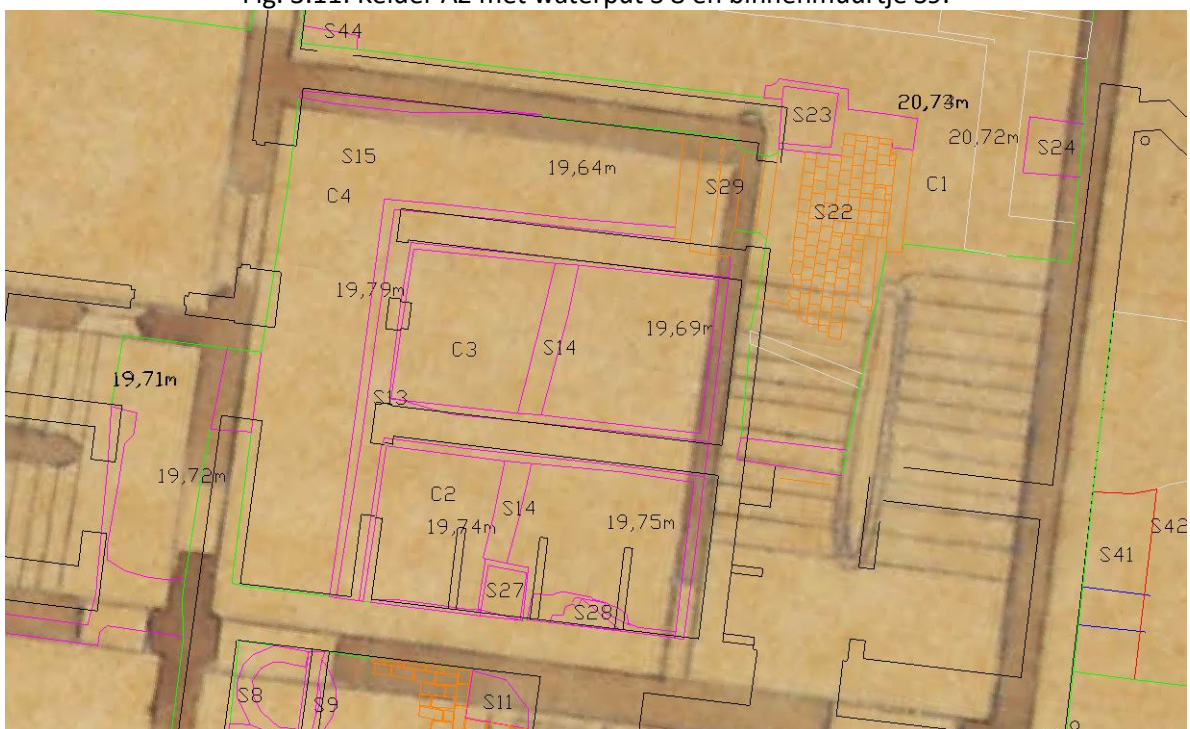 Fig. 5.11. Kelder A2 met waterput S 8 en binnenmuurtje S9.
S44
S23
20,73m
20,72m
S24
S15
19,64m
C4
S29
C1
S22
19,79m
19,69m
C3
S14
19,71m
S13
19,72m
C2
S14
19,74m
19,75m
S42
S41
S27
S28
S8
S9
S11